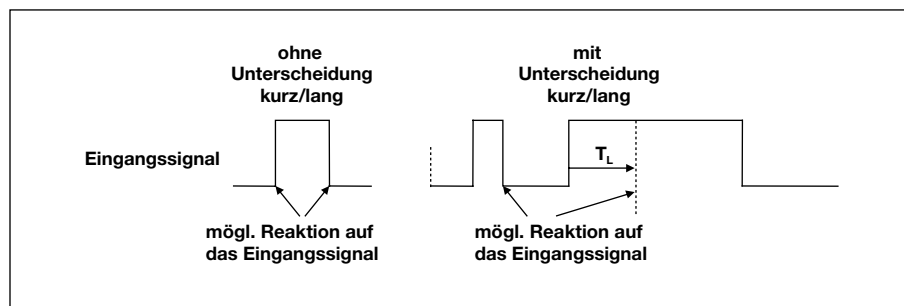 ohne
Unterscheidung
kurz/lang
mit
Unterscheidung
kurz/lang
Eingangssignal
TL
mögl. Reaktion auf
das Eingangssignal
mögl. Reaktion auf
das Eingangssignal